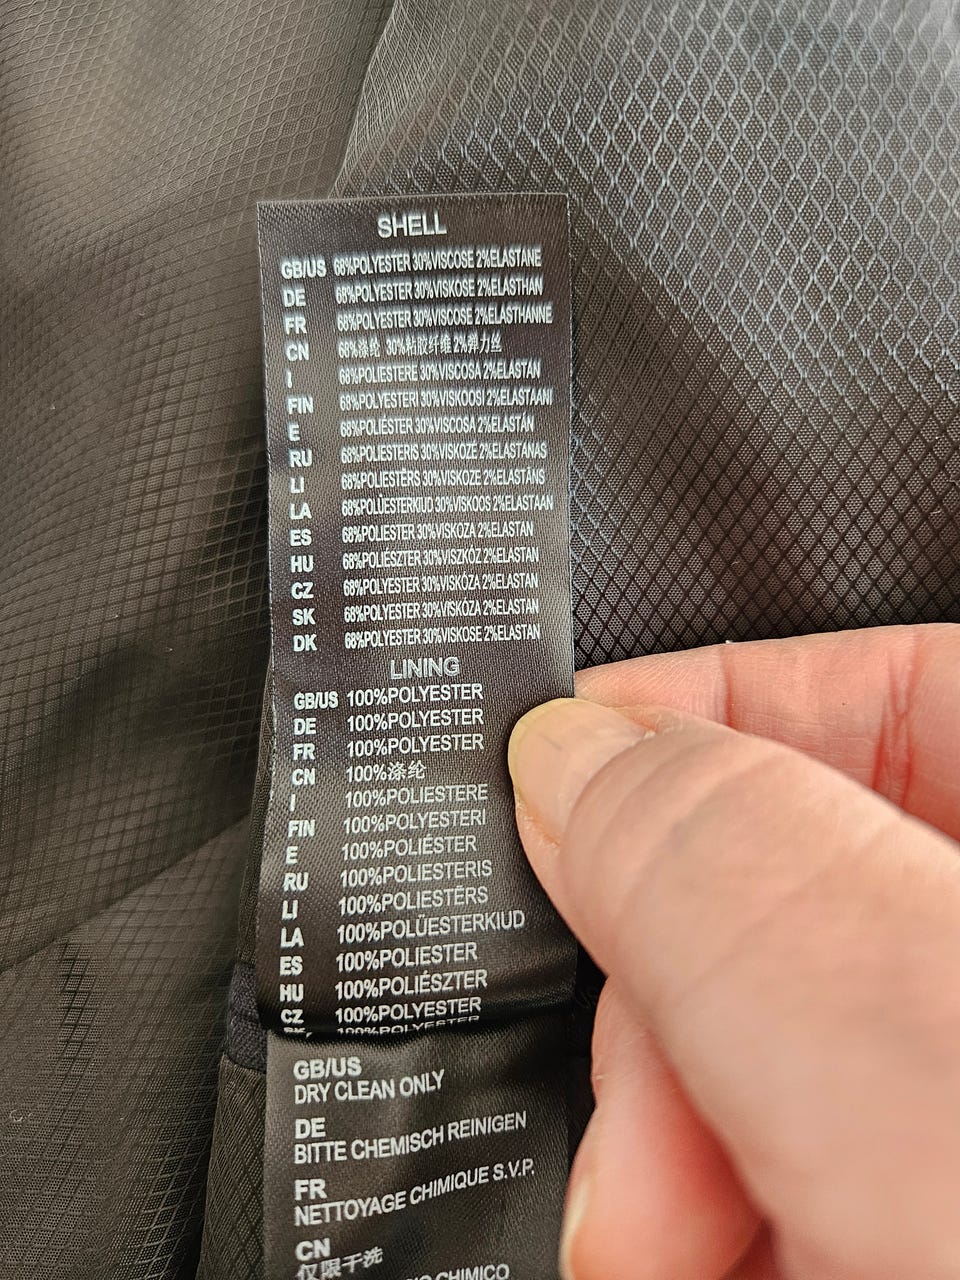 SHELL
GB/US 68%POLYESTER 30%VISCOSE 2%ELASTANE
DE 68%POLYESTER 30%VISKOSE 2%ELASTHAN
FR 68%POLYESTER 30%VISCOSE 2%ELASTHANNE
CN 68%涤纶 30%粘胶纤维 2%弹力丝
I 68%POLIESTERE 30%VISCOSA 2%ELASTAN
FIN 68%POLYESTERI 30%VISKOOSI 2%ELASTAANI
E 68%POLIÉSTER 30%VISCOSA 2%ELASTÁN
RU 68%POLIESTERIS 30%VISKOZE 2%ELASTANAS
LI 68%POLIESTĒRS 30%VISKOZE 2%ELASTĀNS
LA 68%POLÜESTERKIUD 30%VISKOOS 2%ELASTAAN
ES 68%POLIESTER 30%VISKOZA 2%ELASTAN
HU 68%POLIÉSZTER 30%VISZKÓZ 2%ELASTAN
CZ 68%POLYESTER 30%VISKÓZA 2%ELASTAN
SK 68%POLYESTER 30%VISKÓZA 2%ELASTAN
DK 68%POLYESTER 30%VISKOSE 2%ELASTAN
LINING
GB/US 100%POLYESTER
DE 100%POLYESTER
FR 100%POLYESTER
CN 100%涤纶
I 100%POLIESTERE
FIN 100%POLYESTERI
E 100%POLIÉSTER
RU 100%POLIESTERIS
LI 100%POLIESTĒRS
LA 100%POLÜESTERKIUD
ES 100%POLIESTER
HU 100%POLIÉSZTER
CZ 100%POLYESTER
SK 100%POLYESTER
GB/US
DRY CLEAN ONLY
DE
BITTE CHEMISCH REINIGEN
FR
NETTOYAGE CHIMIQUE S.V.P.
CN
仅限干洗
CHIMICO